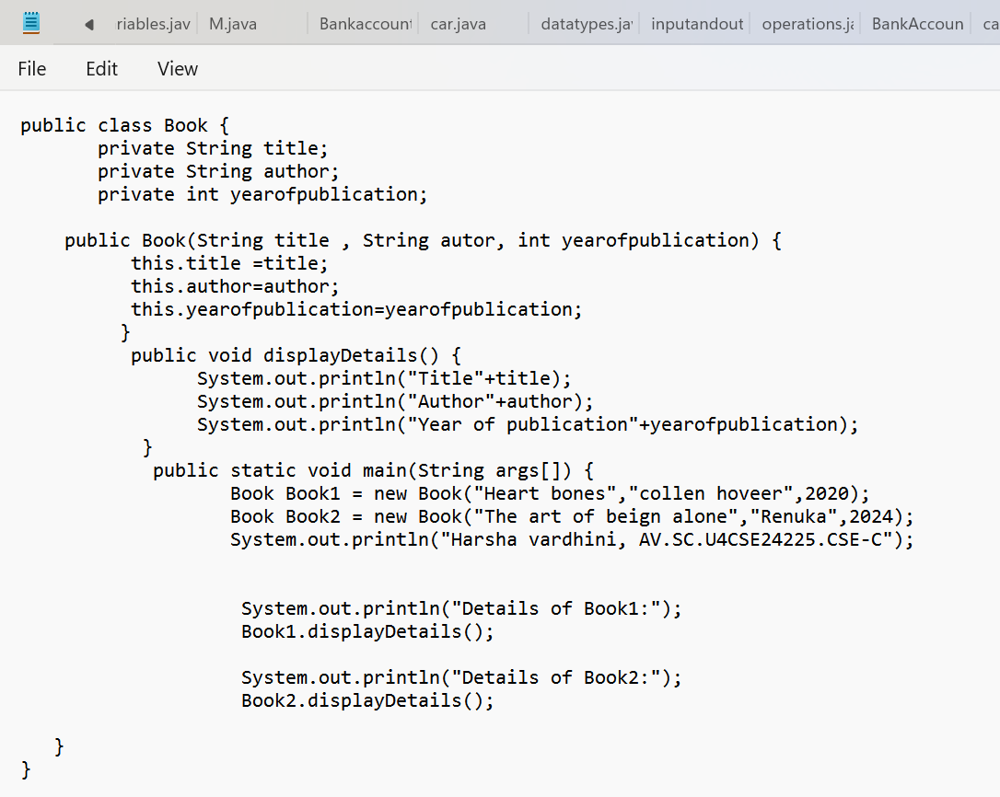 riables.jav M.java Bankaccount car.java datatypes.ja inputandout operations.ja BankAccoun ca
File Edit View
public class Book {
private String title;
private String author;
private int yearofpublication;
public Book(String title , String autor, int yearofpublication) {
this.title =title;
this.author=author;
this.yearofpublication=yearofpublication;
}
public void displayDetails() {
System.out.println("Title"+title);
System.out.println("Author"+author);
System.out.println("Year of publication"+yearofpublication);
}
public static void main(String args[]) {
Book Book1 = new Book("Heart bones","collen hoveer",2020);
Book Book2 = new Book("The art of beign alone","Renuka",2024);
System.out.println("Harsha vardhini, AV.SC.U4CSE24225.CSE-C");
System.out.println("Details of Book1:");
Book1.displayDetails();
System.out.println("Details of Book2:");
Book2.displayDetails();
}
}